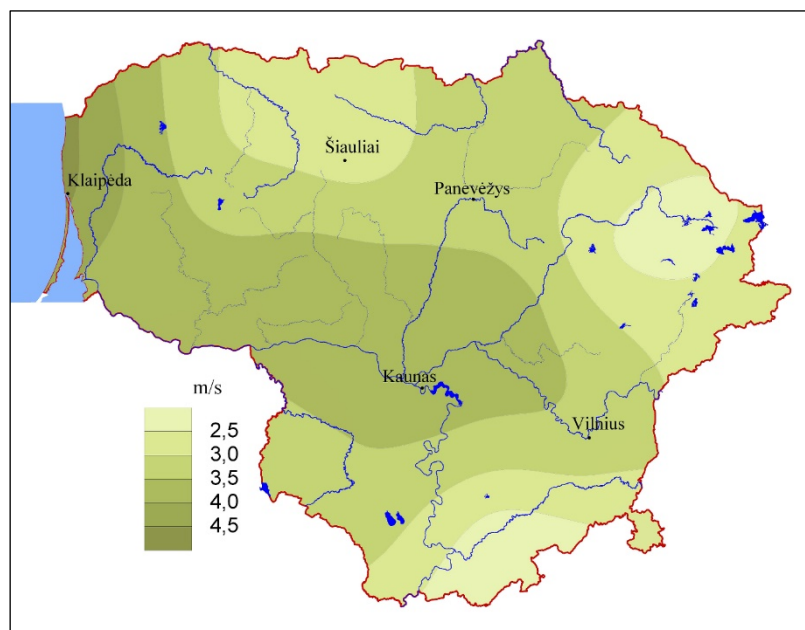 Šiauliai
Klaipėda
Panevėžys
Kaunas
m/s
Vilnius
2,5
3,0
3,5
4,0
4,5